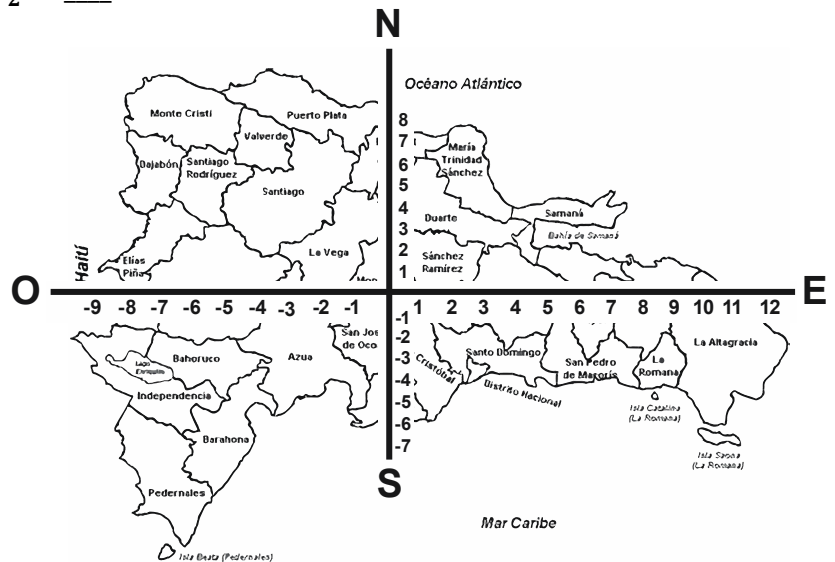 2
N
Océano Atlántico
Monte Cristi
Puerto Plata
8
Valverde
7
María
Trinidad
Sánchez
Dajabón
Santiago
Rodríguez
6
Santiago
5
4
Duarte
Samaná
3
Bahía de Samaná
Haití
Elías
Piña
La Vega
2
Sánchez
Ramírez
1
O
E
-9 -8 -7 -6 -5 -4 -3 -2 -1 1 2 3 4 5 6 7 8 9 10 11 12
-1
San Jos
de Oco
-2
La Altagracia
Bahoruco
Azua
Santo Domingo
-3
Lago
Enriquillo
San Pedro
de Macorís
La
Romana
Cristóbal
-4
Independencia
Distrito Nacional
-5
Isla Catalina
(La Romana)
-6
Barahona
-7
Isla Saona
(La Romana)
S
Pedernales
Mar Caribe
Isla Beata (Pedernales)